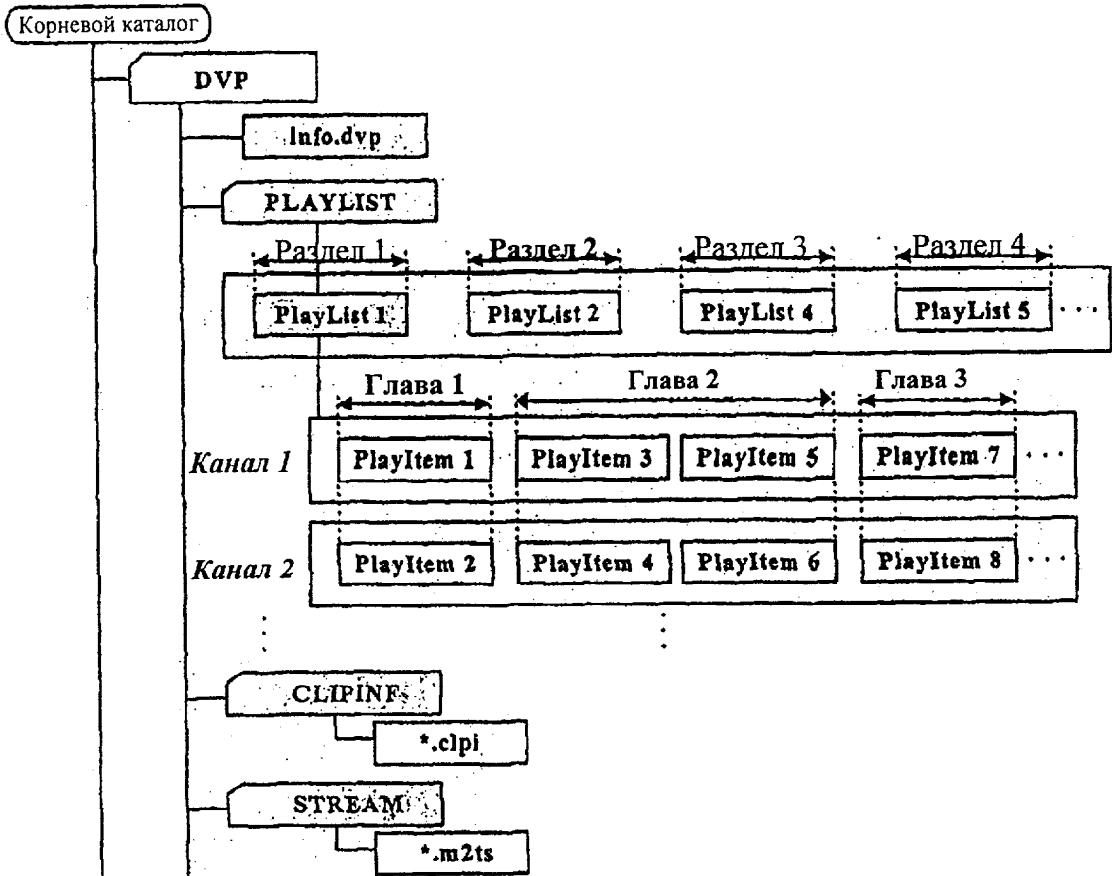 Корневой каталог
DVP
Info.dvp
PLAYLIST
Раздел 1 Раздел 2 Раздел 3 Раздел 4
PlayList 1 PlayList 2 PlayList 4 PlayList 5 . . .
Глава 1 Глава 2 Глава 3
Канал 1 PlayItem 1 PlayItem 3 PlayItem 5 PlayItem 7 . . .
Канал 2 PlayItem 2 PlayItem 4 PlayItem 6 PlayItem 8 . . .
CLIPINF
*.clpi
STREAM
*.m2ts